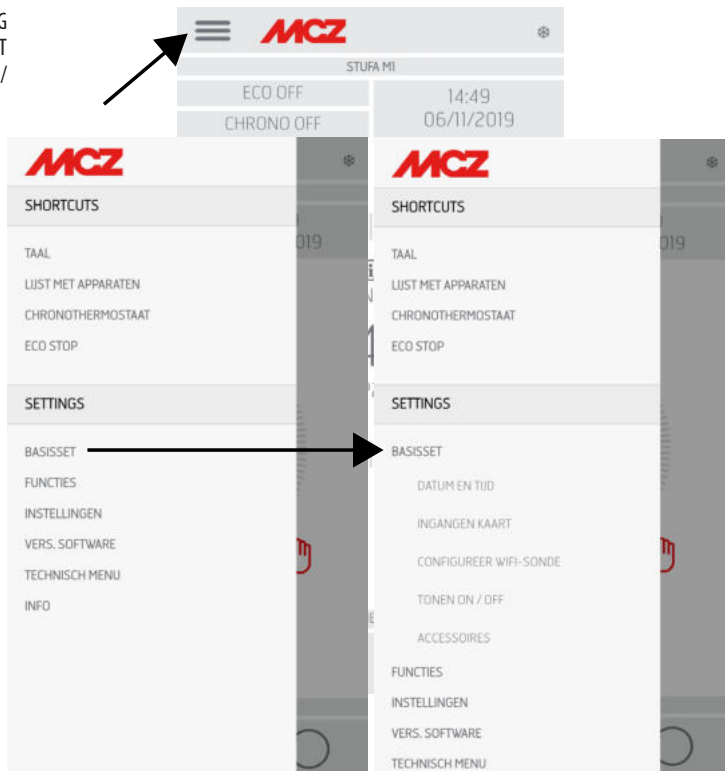 G
T
/
MCZ
STUFA M1
ECO OFF
14:49
CHRONO OFF
06/11/2019
MCZ
SHORTCUTS
019
TAAL
LIJST MET APPARATEN
CHRONOTHERMOSTAAT
ECO STOP
SETTINGS
BASISSET
FUNCTIES
INSTELLINGEN
VERS. SOFTWARE
TECHNISCH MENU
INFO
MCZ
SHORTCUTS
019
TAAL
LIJST MET APPARATEN
CHRONOTHERMOSTAAT
ECO STOP
SETTINGS
BASISSET
DATUM EN TIJD
INGANGEN KAART
CONFIGUREER WIFI-SONDE
TONEN ON / OFF
ACCESSOIRES
FUNCTIES
INSTELLINGEN
VERS. SOFTWARE
TECHNISCH MENU